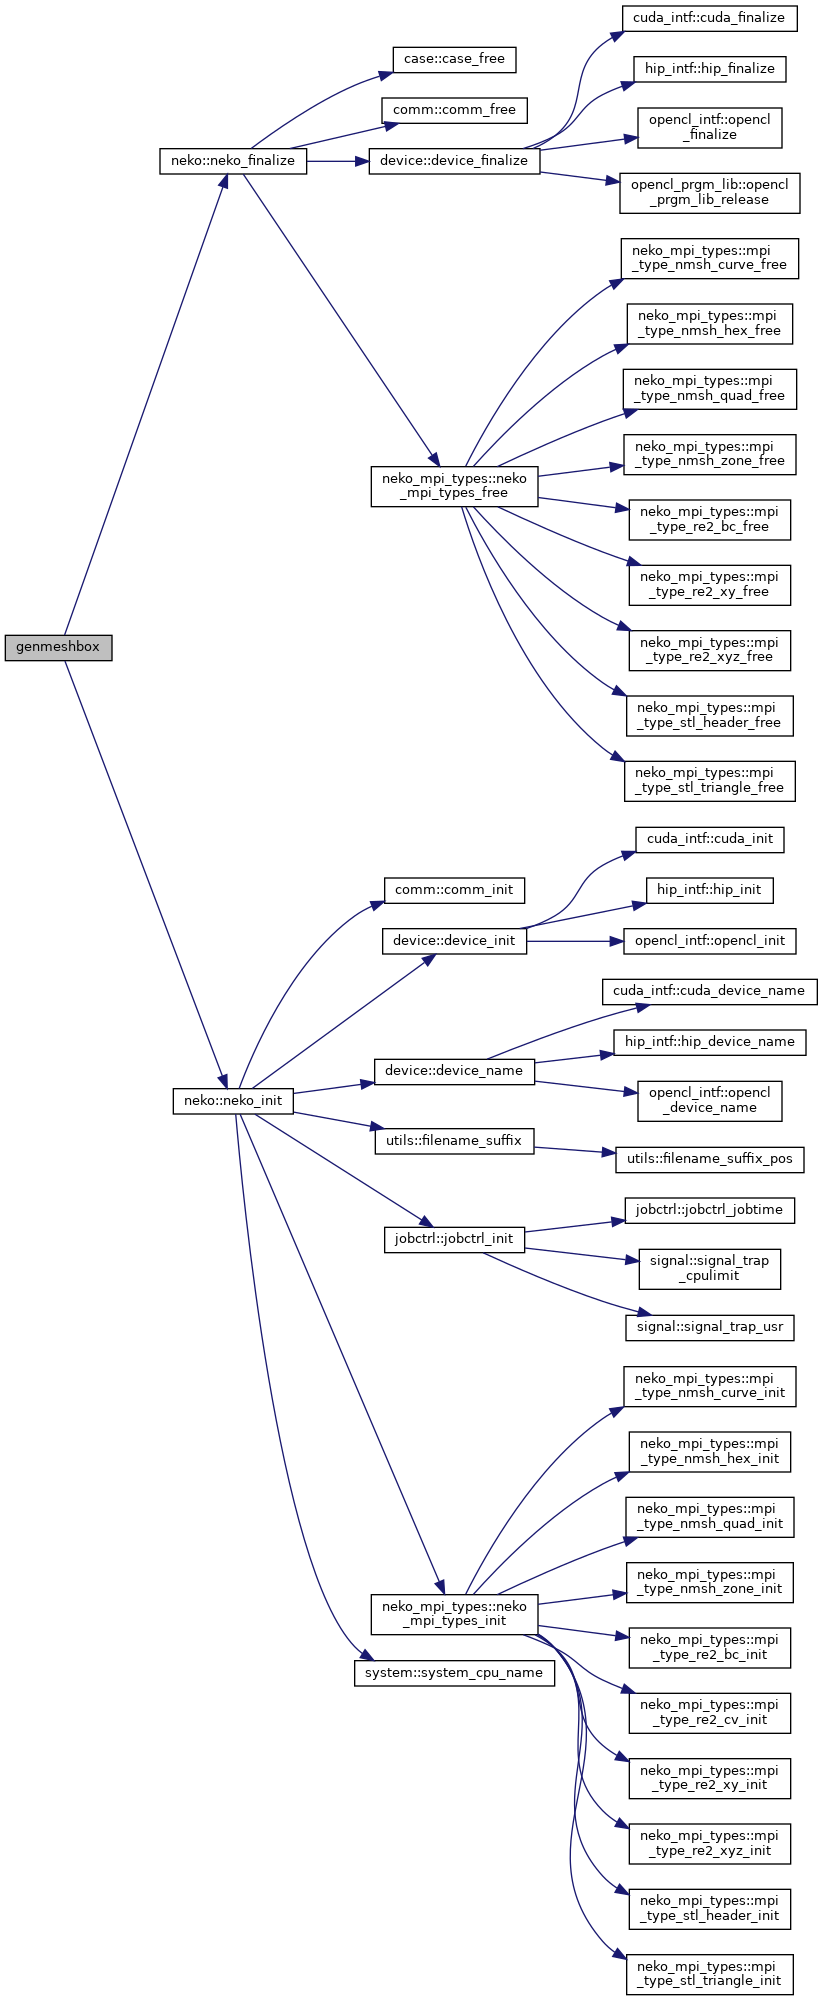 cuda_intf::cuda_finalize
case::case_free
hip_intf::hip_finalize
comm::comm_free
opencl_intf::opencl
_finalize
neko::neko_finalize
device::device_finalize
opencl_prgm_lib::opencl
_prgm_lib_release
neko_mpi_types::mpi
_type_nmsh_curve_free
neko_mpi_types::mpi
_type_nmsh_hex_free
neko_mpi_types::mpi
_type_nmsh_quad_free
neko_mpi_types::mpi
_type_nmsh_zone_free
neko_mpi_types::neko
_mpi_types_free
neko_mpi_types::mpi
_type_re2_bc_free
neko_mpi_types::mpi
_type_re2_xy_free
genmeshbox
neko_mpi_types::mpi
_type_re2_xyz_free
neko_mpi_types::mpi
_type_stl_header_free
neko_mpi_types::mpi
_type_stl_triangle_free
cuda_intf::cuda_init
comm::comm_init
hip_intf::hip_init
device::device_init
opencl_intf::opencl_init
cuda_intf::cuda_device_name
hip_intf::hip_device_name
device::device_name
opencl_intf::opencl
_device_name
neko::neko_init
utils::filename_suffix
utils::filename_suffix_pos
jobctrl::jobctrl_jobtime
jobctrl::jobctrl_init
signal::signal_trap
_cpulimit
signal::signal_trap_usr
neko_mpi_types::mpi
_type_nmsh_curve_init
neko_mpi_types::mpi
_type_nmsh_hex_init
neko_mpi_types::mpi
_type_nmsh_quad_init
neko_mpi_types::mpi
_type_nmsh_zone_init
neko_mpi_types::neko
_mpi_types_init
neko_mpi_types::mpi
_type_re2_bc_init
system::system_cpu_name
neko_mpi_types::mpi
_type_re2_cv_init
neko_mpi_types::mpi
_type_re2_xy_init
neko_mpi_types::mpi
_type_re2_xyz_init
neko_mpi_types::mpi
_type_stl_header_init
neko_mpi_types::mpi
_type_stl_triangle_init